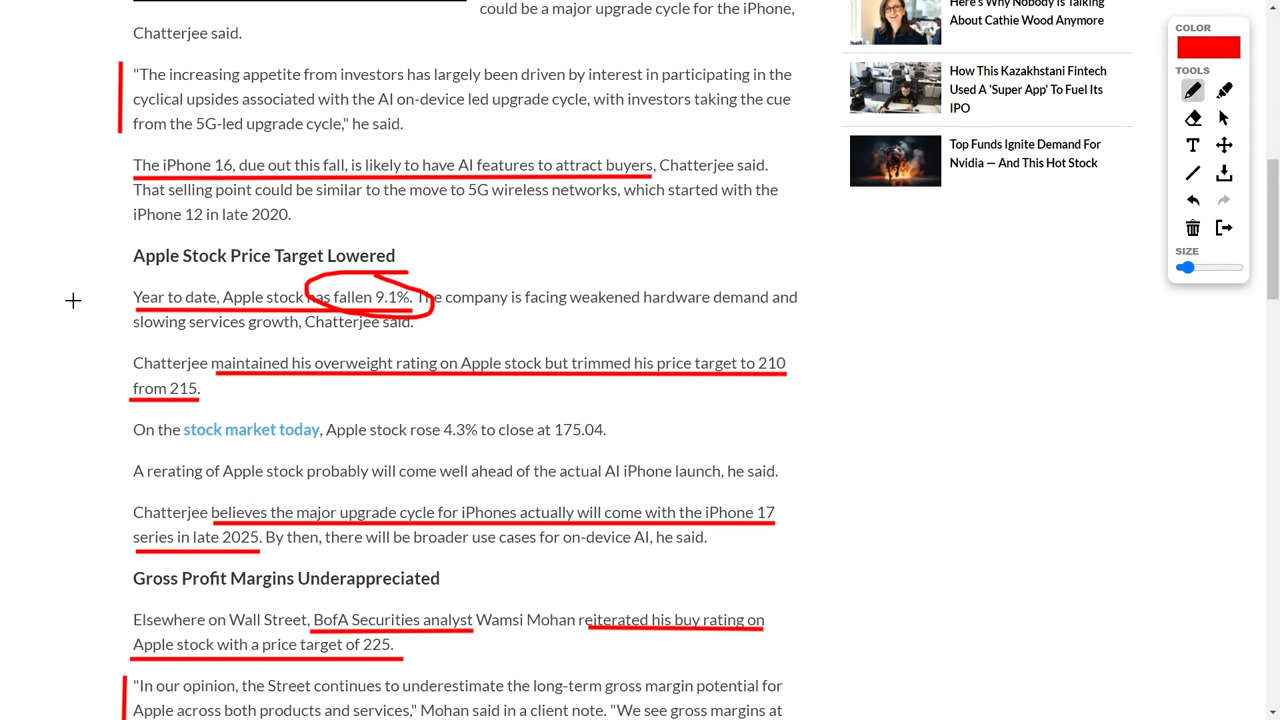 could be a major upgrade cycle for the iPhone,
Chatterjee said.
"The increasing appetite from investors has largely been driven by interest in participating in the
cyclical upsides associated with the AI on-device led upgrade cycle, with investors taking the cue
from the 5G-led upgrade cycle," he said.
The iPhone 16, due out this fall, is likely to have AI features to attract buyers, Chatterjee said.
That selling point could be similar to the move to 5G wireless networks, which started with the
iPhone 12 in late 2020.
Apple Stock Price Target Lowered
Year to date, Apple stock has fallen 9.1%. The company is facing weakened hardware demand and
slowing services growth, Chatterjee said.
Chatterjee maintained his overweight rating on Apple stock but trimmed his price target to 210
from 215.
On the stock market today, Apple stock rose 4.3% to close at 175.04.
A rerating of Apple stock probably will come well ahead of the actual AI iPhone launch, he said.
Chatterjee believes the major upgrade cycle for iPhones actually will come with the iPhone 17
series in late 2025. By then, there will be broader use cases for on-device AI, he said.
Gross Profit Margins Underappreciated
Elsewhere on Wall Street, BofA Securities analyst Wamsi Mohan reiterated his buy rating on
Apple stock with a price target of 225.
"In our opinion, the Street continues to underestimate the long-term gross margin potential for
Apple across both products and services," Mohan said in a client note. "We see gross margins at
Here's Why Nobody Is Talking
About Cathie Wood Anymore
How This Kazakhstani Fintech
Used A 'Super App' To Fuel Its
IPO
Top Funds Ignite Demand For
Nvidia — And This Hot Stock
COLOR
TOOLS
T
SIZE